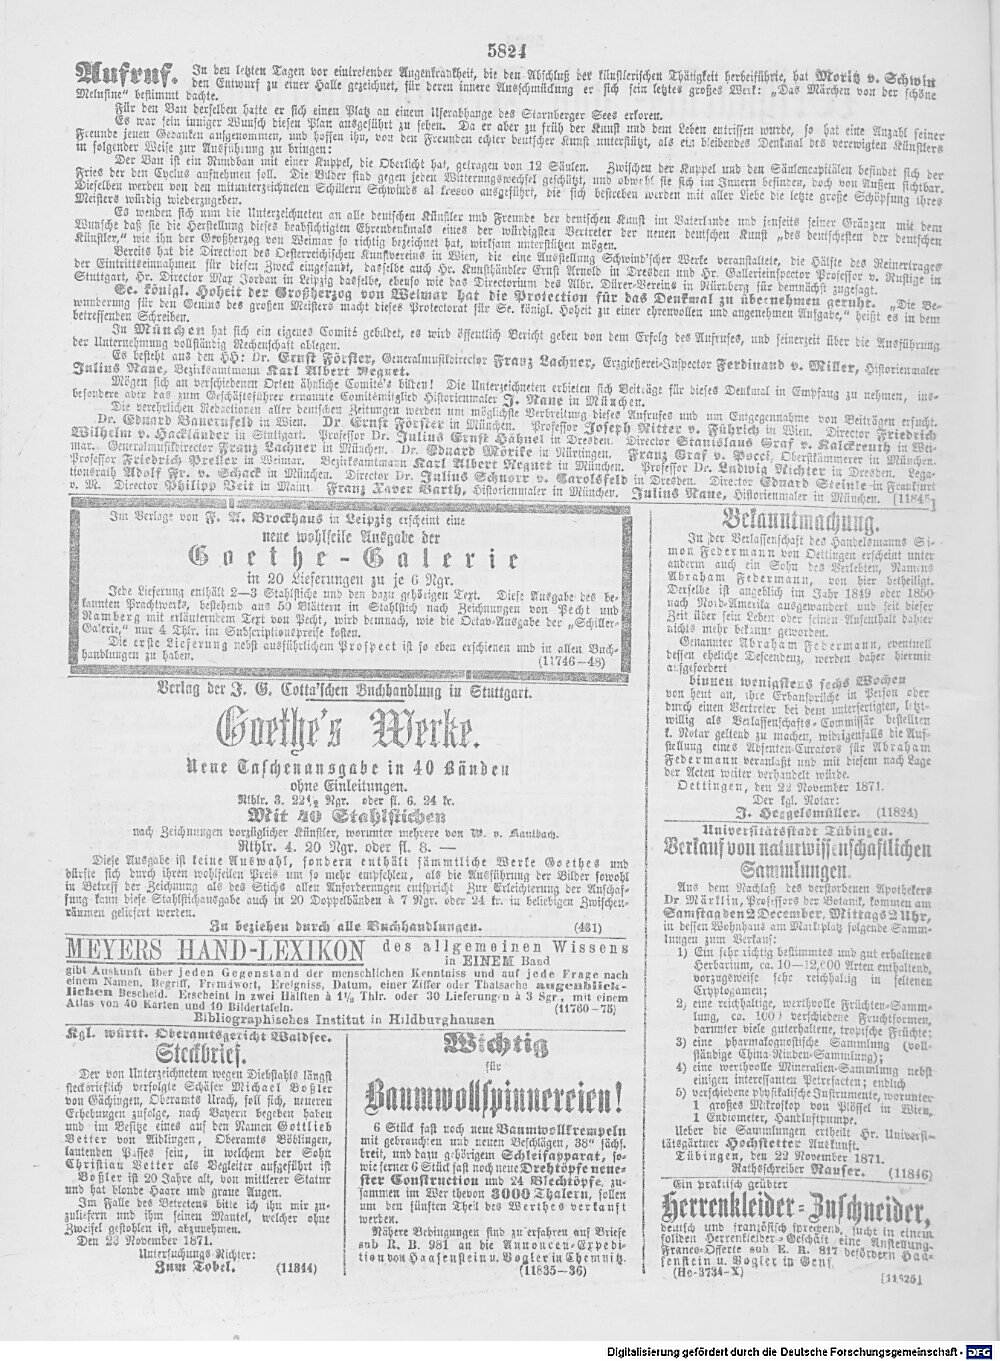 5824
Aufruf. In den letzten Tagen vor eintretender Augenkrankheit, die den Abschluß der künstlerischen Thätigkeit herbeiführte, hat Moritz v. Schwind
den Entwurf zu einer Halle gezeichnet, für deren innere Ausschmückung er sich sein letztes großes Werk: „Das Märchen von der schöne
Melusine“ bestimmt dachte.
Für den Bau derselben hatte er sich einen Platz an einem Uferabhange des Starnberger Sees erkoren.
Es war sein inniger Wunsch diesen Plan ausgeführt zu sehen. Da er aber zu früh der Kunst und dem Leben entrissen wurde, so hat eine Anzahl seiner
Freunde jenen Gedanken aufgenommen, und hoffen ihn, von den Freunden echter deutscher Kunst unterstützt, als ein bleibendes Denkmal des verewigten Künstlers
in folgender Weise zur Ausführung zu bringen:
Der Bau ist ein Rundbau mit einer Kuppel, die Oberlicht hat, getragen von 12 Säulen. Zwischen der Kuppel und den Säulencapitälen befindet sich der
Fries der den Cyclus aufnehmen soll. Die Bilder sind gegen jeden Witterungswechsel geschützt, und obwohl sie sich im Innern befinden, doch von Außen sichtbar.
Dieselben werden von den mitunterzeichneten Schülern Schwinds al fresco ausgeführt, die sich bestreben werden mit aller Liebe die letzte große Schöpfung ihres
Meisters würdig wiederzugeben.
Es wenden sich nun die Unterzeichneten an alle deutschen Künstler und Freunde der deutschen Kunst im Vaterlande und jenseits seiner Gränzen mit dem
Wunsche daß sie die Herstellung dieses beabsichtigten Ehrendenkmals eines der würdigsten Vertreter der neuen deutschen Kunst „des deutschesten der deutschen
Künstler,“ wie ihn der Großherzog von Weimar so richtig bezeichnet hat, wirksam unterstützen mögen.
Bereits hat die Direction des Oesterreichischen Kunstvereins in Wien, die eine Ausstellung Schwind'scher Werke veranstaltete, die Hälfte des Reinertrages
der Eintrittseinnahmen für diesen Zweck eingesandt, dasselbe auch Hr. Kunsthändler Ernst Arnold in Dresden und Hr. Gallerieinspector Professor v. Rustige in
Stuttgart, Hr. Director Max Jordan in Leipzig dasselbe, ebenso wie das Directorium des Albr. Dürer-Vereins in Nürnberg für demnächst zugesagt.
Se. königl. Hoheit der Großherzog von Weimar hat die Protection für das Denkmal zu übernehmen geruht. „Die Be-
wunderung für den Genius des großen Meisters macht dieses Protectorat für Se. königl. Hoheit zu einer ehrenvollen und angenehmen Aufgabe,“ heißt es in dem
betreffenden Schreiben.
In München hat sich ein eigenes Comité gebildet, es wird öffentlich Bericht geben von dem Erfolg des Aufrufes, und seinerzeit über die Ausführung
der Unternehmung vollständig Rechenschaft ablegen.
Es besteht aus den HH: Dr. Ernst Förster, Generalmusikdirector Franz Lachner, Erzgießerei-Inspector Ferdinand v. Miller, Historienmaler
Julius Naue, Bezirksamtmann Karl Albert Regnet.
Mögen sich an verschiedenen Orten ähnliche Comité's bilden! Die Unterzeichneten erbieten sich Beiträge für dieses Denkmal in Empfang zu nehmen, ins-
besondere aber das zum Geschäftsführer ernannte Comitémitglied Historienmaler J. Naue in München.
Die verehrlichen Redactionen aller deutschen Zeitungen werden um möglichste Verbreitung dieses Aufrufes und um Entgegennahme von Beiträgen ersucht.
Dr. Eduard Bauernfeld in Wien. Dr Ernst Förster in München. Professor Joseph Ritter v. Führich in Wien. Director Friedrich
Wilhelm v. Hackländer in Stuttgart. Professor Dr. Julius Ernst Hähnel in Dresden. Director Stanislaus Graf v. Kalckreuth in Wei-
mar. Generalmusikdirector Franz Lachner in München. Dr. Eduard Mörike in Nürtingen. Franz Graf v. Pocci, Oberstkämmerer in München.
Professor Friedrich Preller in Weimar. Bezirksamtmann Karl Albert Regnet in München. Professor Dr. Ludwig Richter in Dresden. Lega-
tionsrath Adolf Fr. v. Schack in München. Director Dr. Julius Schnorr v. Carolsfeld in Dresden. Director Eduard Steinle in Frankfurt
a. M. Director Philipp Veit in Mainz. Franz Xaver Barth, Historienmaler in München. Julius Naue, Historienmaler in München. [11845]
Im Verlage von F. A. Brockhaus in Leipzig erscheint eine
neue wohlfeile Ausgabe der
Goethe-Galerie
in 20 Lieferungen zu je 6 Ngr.
Jede Lieferung enthält 2—3 Stahlstiche und den dazu gehörigen Text. Diese Ausgabe des be-
kannten Prachtwerks, bestehend aus 50 Blättern in Stahlstich nach Zeichnungen von Pecht und
Ramberg mit erläuterndem Text von Pecht, wird demnach, wie die Octav-Ausgabe der „Schiller-
Galerie,“ nur 4 Thlr. im Subscriptionspreise kosten.
Die erste Lieferung nebst ausführlichem Prospect ist so eben erschienen und in allen Buch-
handlungen zu haben. (11746—48)
Verlag der J. G. Cotta'schen Buchhandlung in Stuttgart.
Goethe's Werke.
Neue Taschenausgabe in 40 Bänden
ohne Einleitungen.
Rthlr. 3. 22½ Ngr. oder fl. 6. 24 kr.
Mit 40 Stahlstichen
nach Zeichnungen vorzüglicher Künstler, worunter mehrere von W. v. Kaulbach.
Rthlr. 4. 20 Ngr. oder fl. 8. —
Diese Ausgabe ist keine Auswahl, sondern enthält sämmtliche Werke Goethes und
dürfte sich durch ihren wohlfeilen Preis um so mehr empfehlen, als die Ausführung der Bilder sowohl
in Betreff der Zeichnung als des Stichs allen Anforderungen entspricht Zur Erleichterung der Anschaf-
fung kann diese Stahlstichausgabe auch in 20 Doppelbänden à 7 Ngr. oder 24 kr. in beliebigen Zwischen-
räumen geliefert werden.
Zu beziehen durch alle Buchhandlungen. (431)
MEYERS HAND-LEXIKON des allgemeinen Wissens
in EINEM Band
gibt Auskunft über jeden Gegenstand der menschlichen Kenntniss und auf jede Frage nach
einem Namen, Begriff, Fremdwort, Ereigniss, Datum, einer Ziffer oder Thatsache augenblick-
lichen Bescheid. Erscheint in zwei Hälften à 1½ Thlr. oder 30 Lieferungen à 3 Sgr., mit einem
Atlas von 40 Karten und 40 Bildertafeln. (11760—75)
Bibliographisches Institut in Hildburghausen
Kgl. württ. Oberamtsgericht Waldsee.
Steckbrief.
Der von Unterzeichnetem wegen Diebstahls längst
steckbrieflich verfolgte Schäfer Michael Boßler
von Gächingen, Oberamts Urach, soll sich, neueren
Erhebungen zufolge, nach Bayern begeben haben
und im Besitze eines auf den Namen Gottlieb
Vetter von Aidlingen, Oberamts Böblingen,
lautenden Passes sein, in welchem der Sohn
Christian Vetter als Begleiter aufgeführt ist
Boßler ist 20 Jahre alt, von mittlerer Statur
und hat blonde Haare und graue Augen.
Im Falle des Betretens bitte ich ihn mir zu-
zuliefern und ihm seinen Mantel, welcher ohne
Zweifel gestohlen ist, abzunehmen.
Den 23 November 1871.
Untersuchungs-Richter:
Zum Tobel. (11844)
Wichtig
für
Baumwollspinnereien!
6 Stück fast noch neue Baumwollkrempeln
mit gebrauchten und neuen Beschlägen, 38" sächs.
breit, und dazu gehörigem Schleifapparat, so-
wie ferner 6 Stück fast noch neue Drehtöpfe neue-
ster Construction und 24 Blechtöpfe, zu-
sammen im Werthe von 3000 Thalern, sollen
um den fünften Theil des Werthes verkauft
werden.
Nähere Bedingungen sind zu erfahren auf Briefe
sub R. B. 981 an die Annoncen-Expedi-
tion von Haasenstein u. Vogler in Chemnitz.
(11835—36)
Bekanntmachung.
In der Verlassenschaft des Handelsmanns Si-
mon Federmann von Oettingen erscheint unter
anderm auch ein Sohn des Verlebten, Namens
Abraham Federmann, von hier betheiligt.
Derselbe ist angeblich im Jahr 1849 oder 1850
nach Nord-Amerika ausgewandert und seit dieser
Zeit über sein Leben oder seinen Aufenthalt dahier
nichts mehr bekannt geworden.
Genannter Abraham Federmann, eventuell
dessen eheliche Descendenz, werden daher hiermit
aufgefordert
binnen wenigstens sechs Wochen
von heut an, ihre Erbansprüche in Person oder
durch einen Vertreter bei dem unterfertigten, letzt-
willig als Verlassenschafts-Commissär bestellten
k. Notar geltend zu machen, widrigenfalls die Auf-
stellung eines Absenten-Curators für Abraham
Federmann veranlaßt und mit diesem nach Lage
der Acten weiter verhandelt würde.
Oettingen, den 22 November 1871.
Der kgl. Notar:
J. Heggelsmüller. (11824)
Universitätsstadt Tübingen.
Verkauf von naturwissenschaftlichen
Sammlungen.
Aus dem Nachlaß des verstorbenen Apothekers
Dr Märklin, Professors der Botanik, kommen am
Samstag den 2 December, Mittags 2 Uhr,
in dessen Wohnhaus am Marktplatz folgende Samm-
lungen zum Verkauf:
1) Ein sehr richtig bestimmtes und gut erhaltenes
Herbarium, ca. 10—12,000 Arten enthaltend,
vorzugsweise sehr reichhaltig in seltenen
Cryptogamen;
2) eine reichhaltige, werthvolle Früchten-Samm-
lung, ca. 1000 verschiedene Fruchtformen,
darunter viele guterhaltene, tropische Früchte;
3) eine pharmakognostische Sammlung (voll-
ständige China-Rinden-Sammlung);
4) eine werthvolle Mineralien-Sammlung nebst
einigen interessanten Petrefacten; endlich
5) verschiedene physikalische Instrumente, worunter
1 großes Mikroskop von Plössel in Wien,
1 Eudiometer, Handluftpumpe.
Ueber die Sammlungen ertheilt Hr. Universi-
tätsgärtner Hochstetter Auskunft.
Tübingen, den 22 November 1871.
Rathsschreiber Rauser. (11846)
Ein praktisch geübter
Herrenkleider-Zuschneider,
deutsch und französisch sprechend, sucht in einem
soliden Herrenkleider-Geschäft eine Anstellung.
Franco-Offerte sub E. R. 817 befördern Haa-
senstein u. Vogler in Genf.
(Hc-3734-X) [11825]
Digitalisierung gefördert durch die Deutsche Forschungsgemeinschaft - DFG